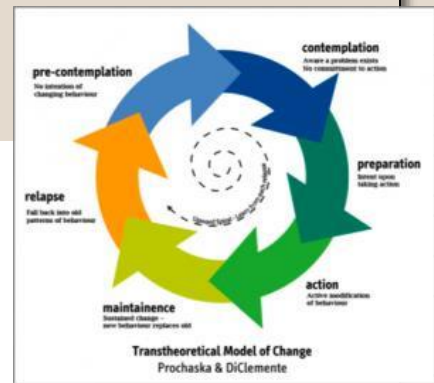 contemplation
Aware a problem exists
No commitment to action
preparation
Intent upon
taking action
action
Active modification
of behaviour
maintainence
Sustained change –
new behaviour replaces old
relapse
Fall back into old
patterns of behaviour
pre-contemplation
No intention of
changing behaviour
Transtheoretical Model of Change
Prochaska & DiClemente